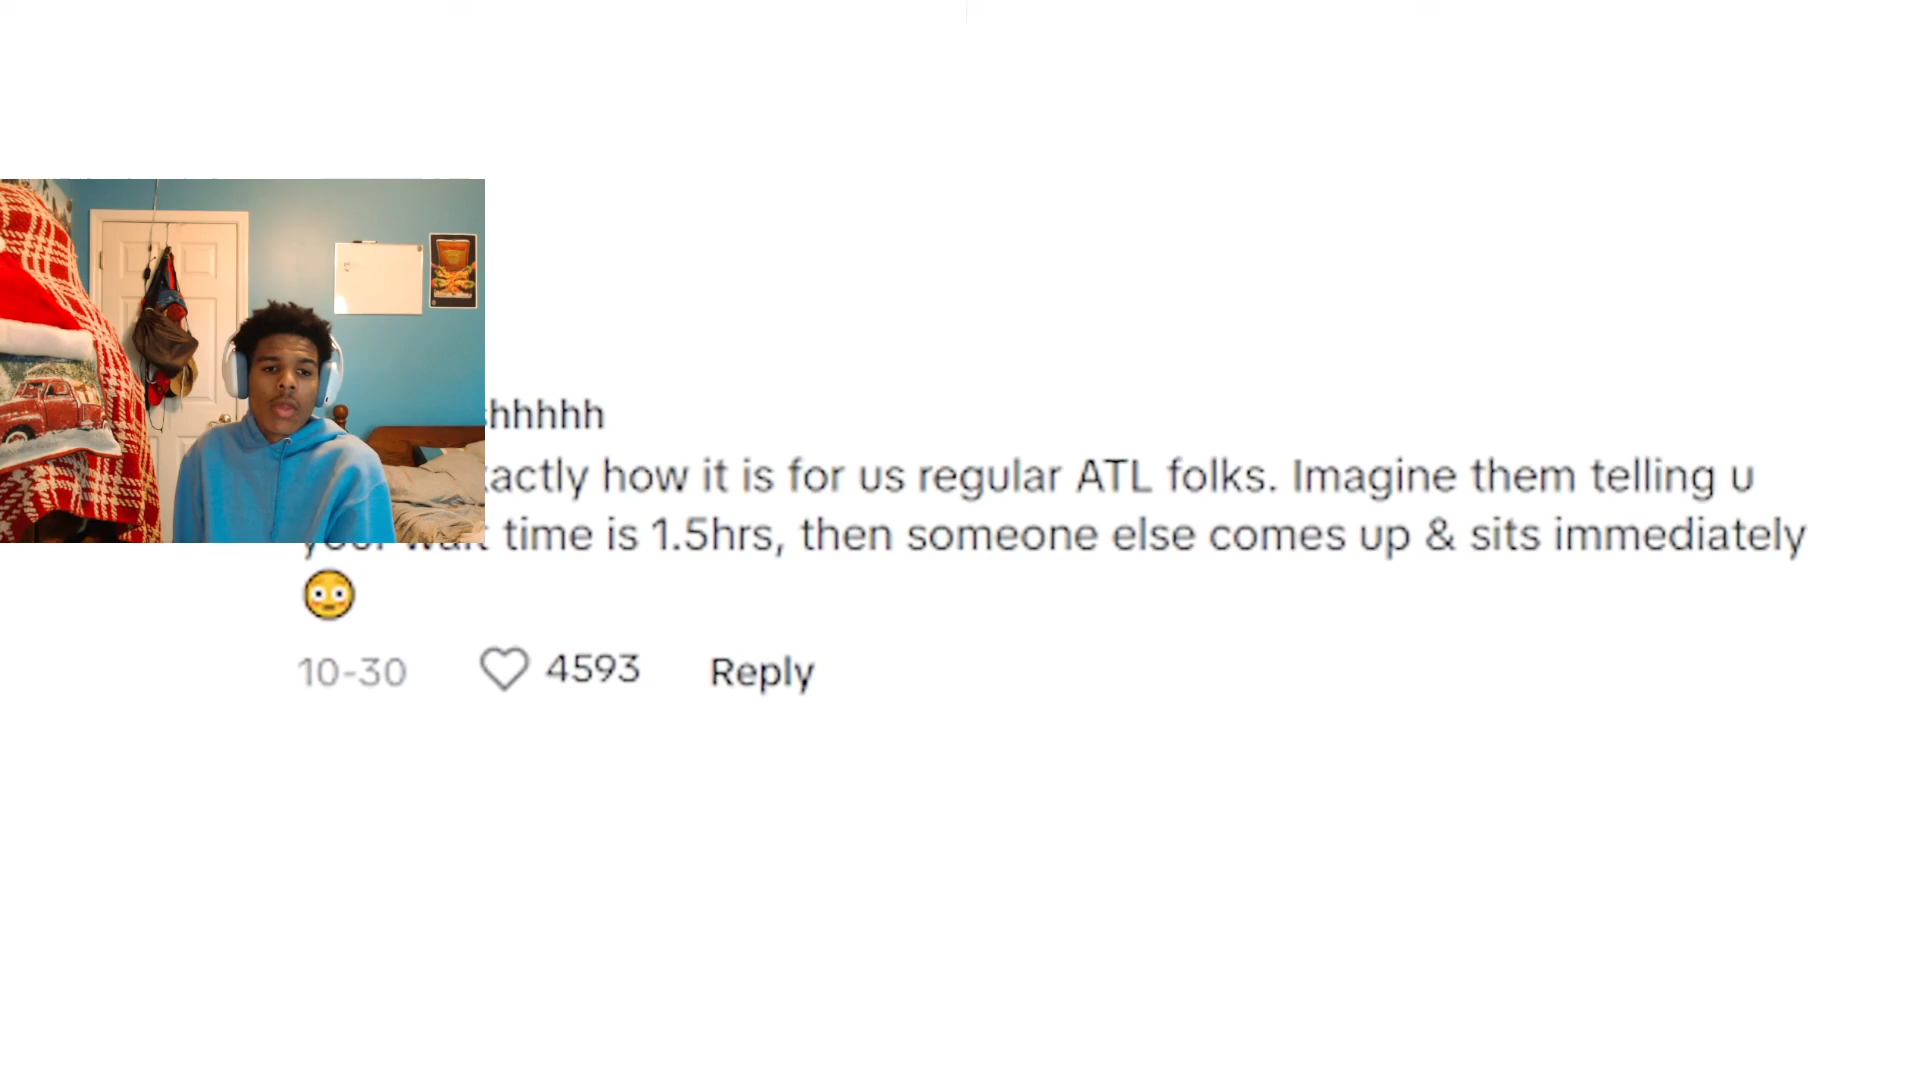 hhhhh
actly how it is for us regular ATL folks. Imagine them telling u
time is 1.5hrs, then someone else comes up & sits immediately
😳
10-30 4593 Reply